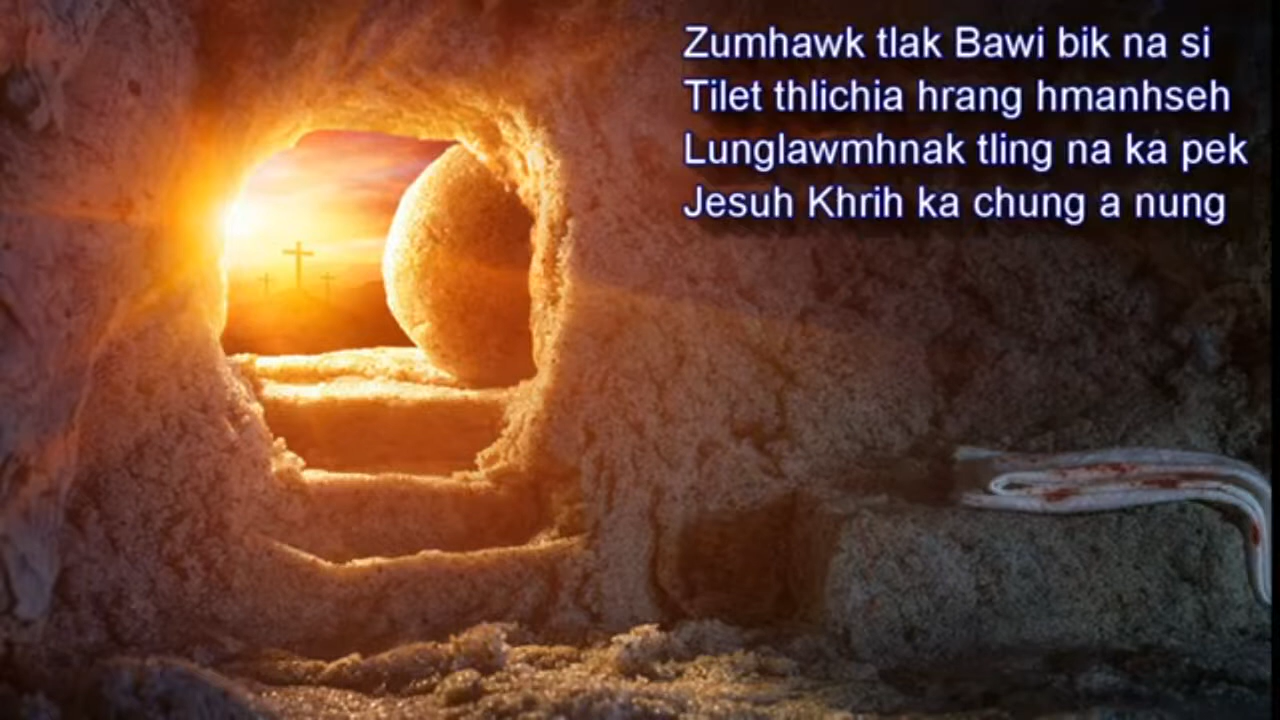 Zumhawk tlak Bawi bik na si
Tilet thlichia hrang hmanhseh
Lunglawmhnak tling na ka pek
Jesuh Khrih ka chung a nung